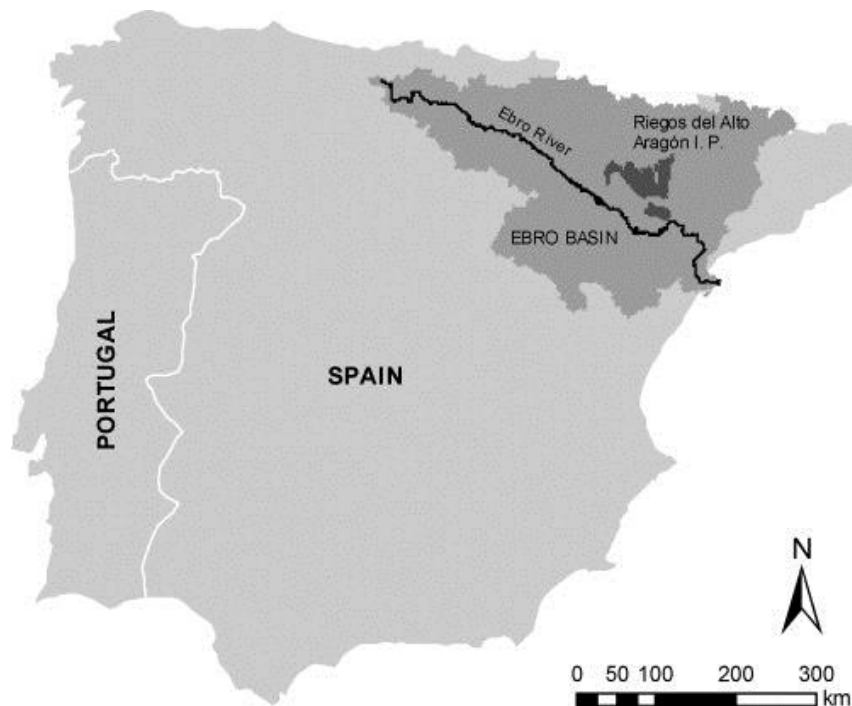 Ebro River
Riegos del Alto
Aragón I. P.
EBRO BASIN
PORTUGAL
SPAIN
N
0 50 100 200 300
km